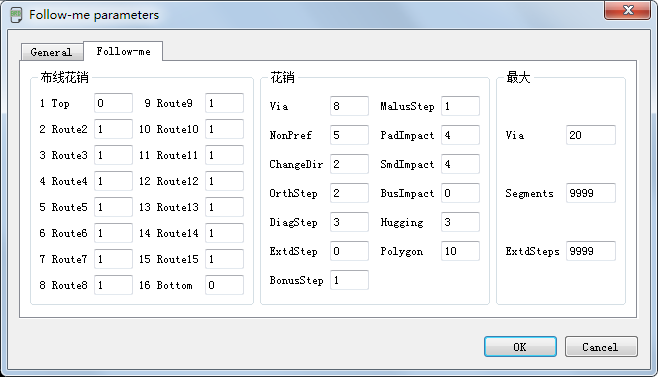 Follow-me parameters
General Follow-me
布线花销 花销 最大
1 Top 0 9 Route9 1 Via 8 MalusStep 1
2 Route2 1 10 Route10 1 NonPref 5 PadImpact 4 Via 20
3 Route3 1 11 Route11 1 ChangeDir 2 SmdImpact 4
4 Route4 1 12 Route12 1 OrthStep 2 BusImpact 0 Segments 9999
5 Route5 1 13 Route13 1 DiagStep 3 Hugging 3
6 Route6 1 14 Route14 1 ExtdStep 0 Polygon 10 ExtdSteps 9999
7 Route7 1 15 Route15 1 BonusStep 1
8 Route8 1 16 Bottom 0
OK Cancel